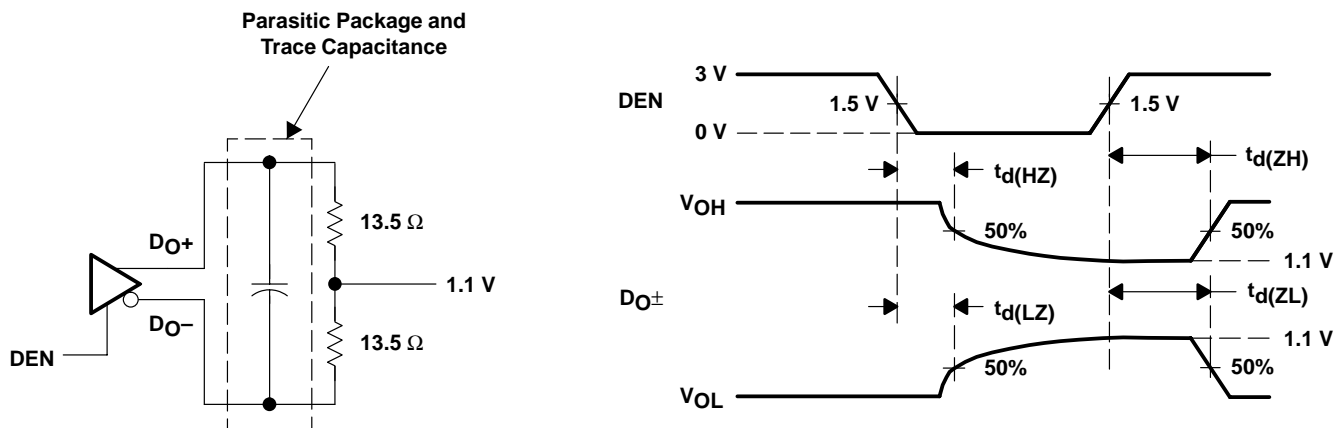 Parasitic Package and
Trace Capacitance
DO+
DO−
DEN
13.5 Ω
1.1 V
13.5 Ω
DEN
3 V
1.5 V
1.5 V
0 V
td(HZ)
td(ZH)
VOH
50%
50%
1.1 V
DO±
td(LZ)
td(ZL)
1.1 V
50%
50%
VOL